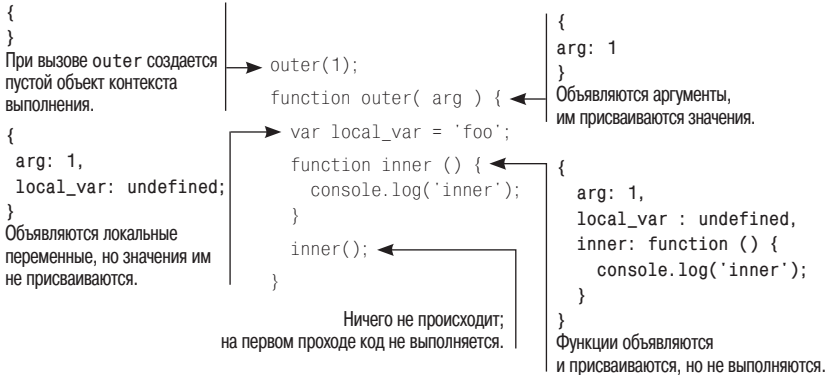 {
}
При вызове outer создается
пустой объект контекста
выполнения.
{
 arg: 1,
 local_var: undefined;
}
Объявляются локальные
переменные, но значения им
не присваиваются.
outer(1);
function outer( arg ) {
  var local_var = 'foo';
  function inner () {
    console.log('inner');
  }
  inner();
}
Ничего не происходит;
на первом проходе код не выполняется.
{
arg: 1
}
Объявляются аргументы,
им присваиваются значения.
{
  arg: 1,
  local_var : undefined,
  inner: function () {
    console.log('inner');
  }
}
Функции объявляются
и присваиваются, но не выполняются.